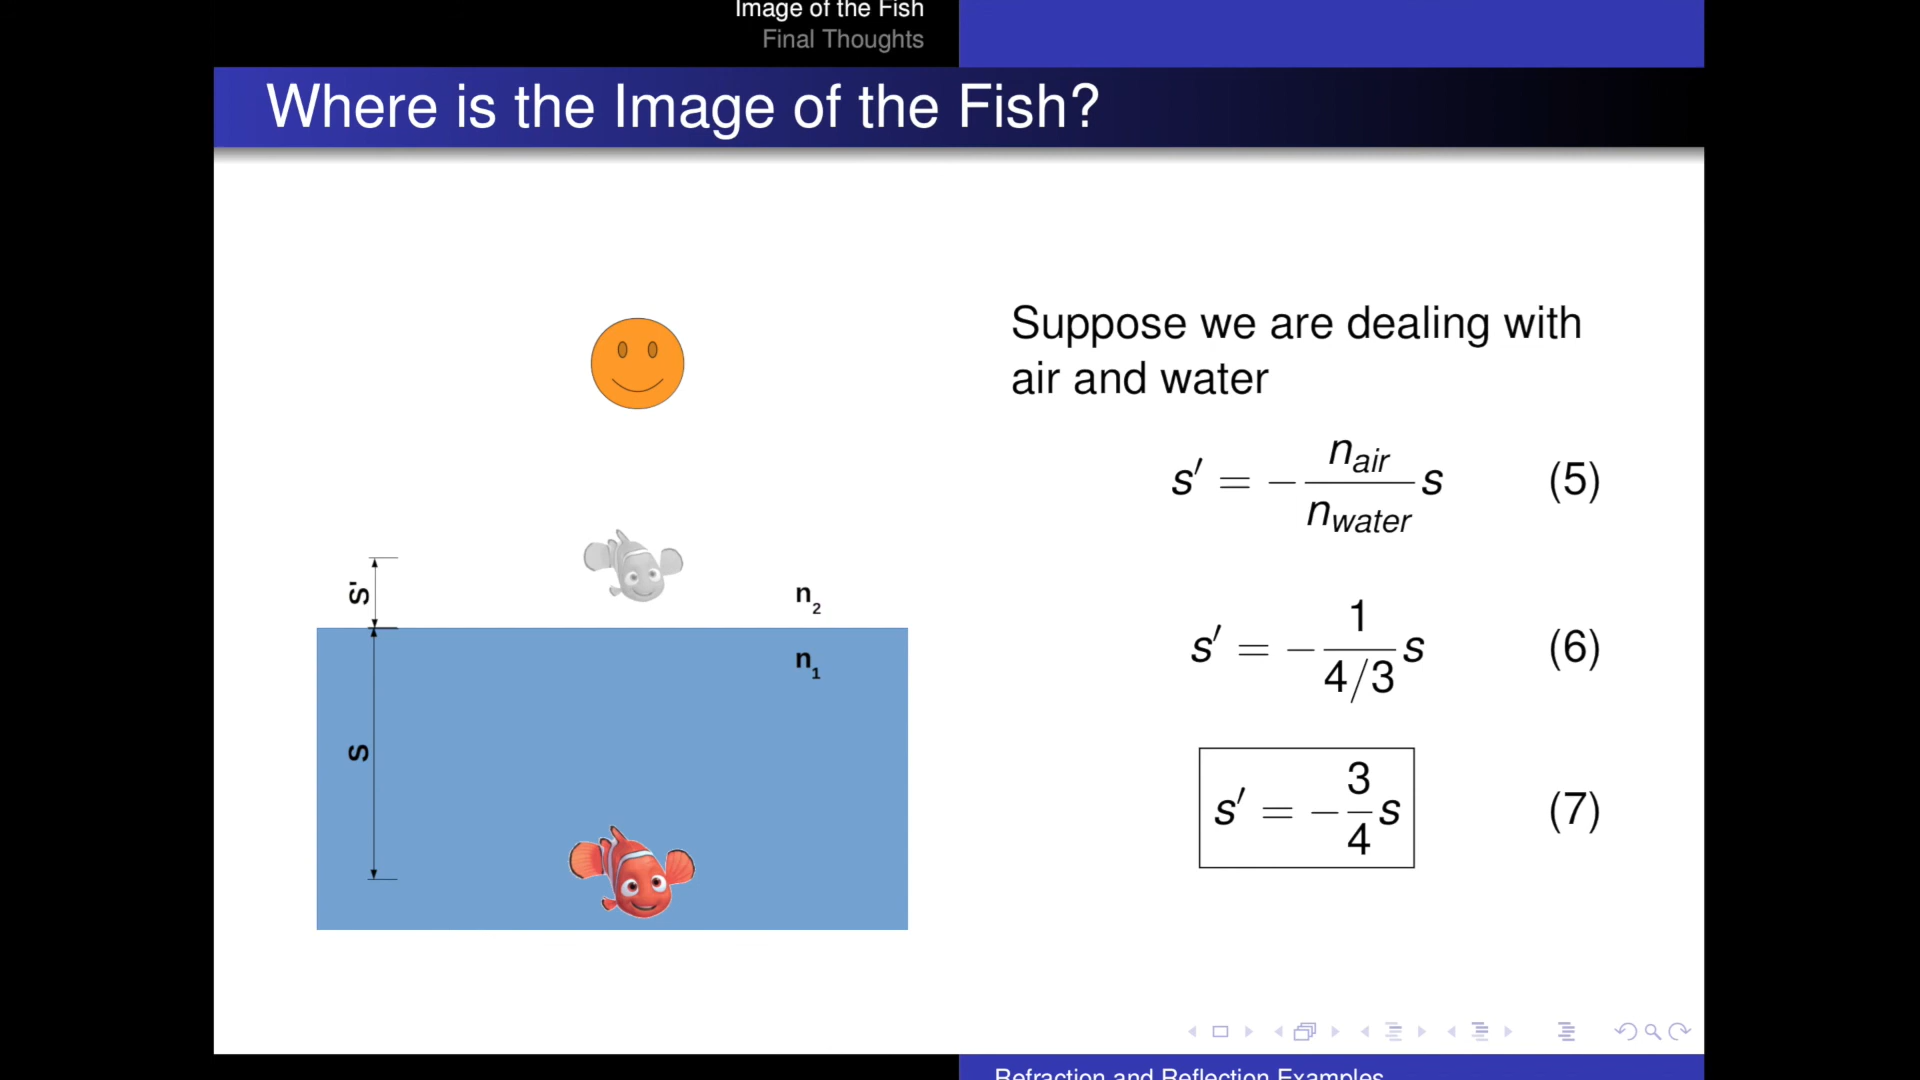 Image of the Fish
Final Thoughts
Where is the Image of the Fish?
Suppose we are dealing with
air and water
s′ = − n_air / n_water s (5)
s′ = − 1 / 4/3 s (6)
s′ = − 3 / 4 s (7)
s'
n₂
n₁
s
Refraction and Reflection Examples